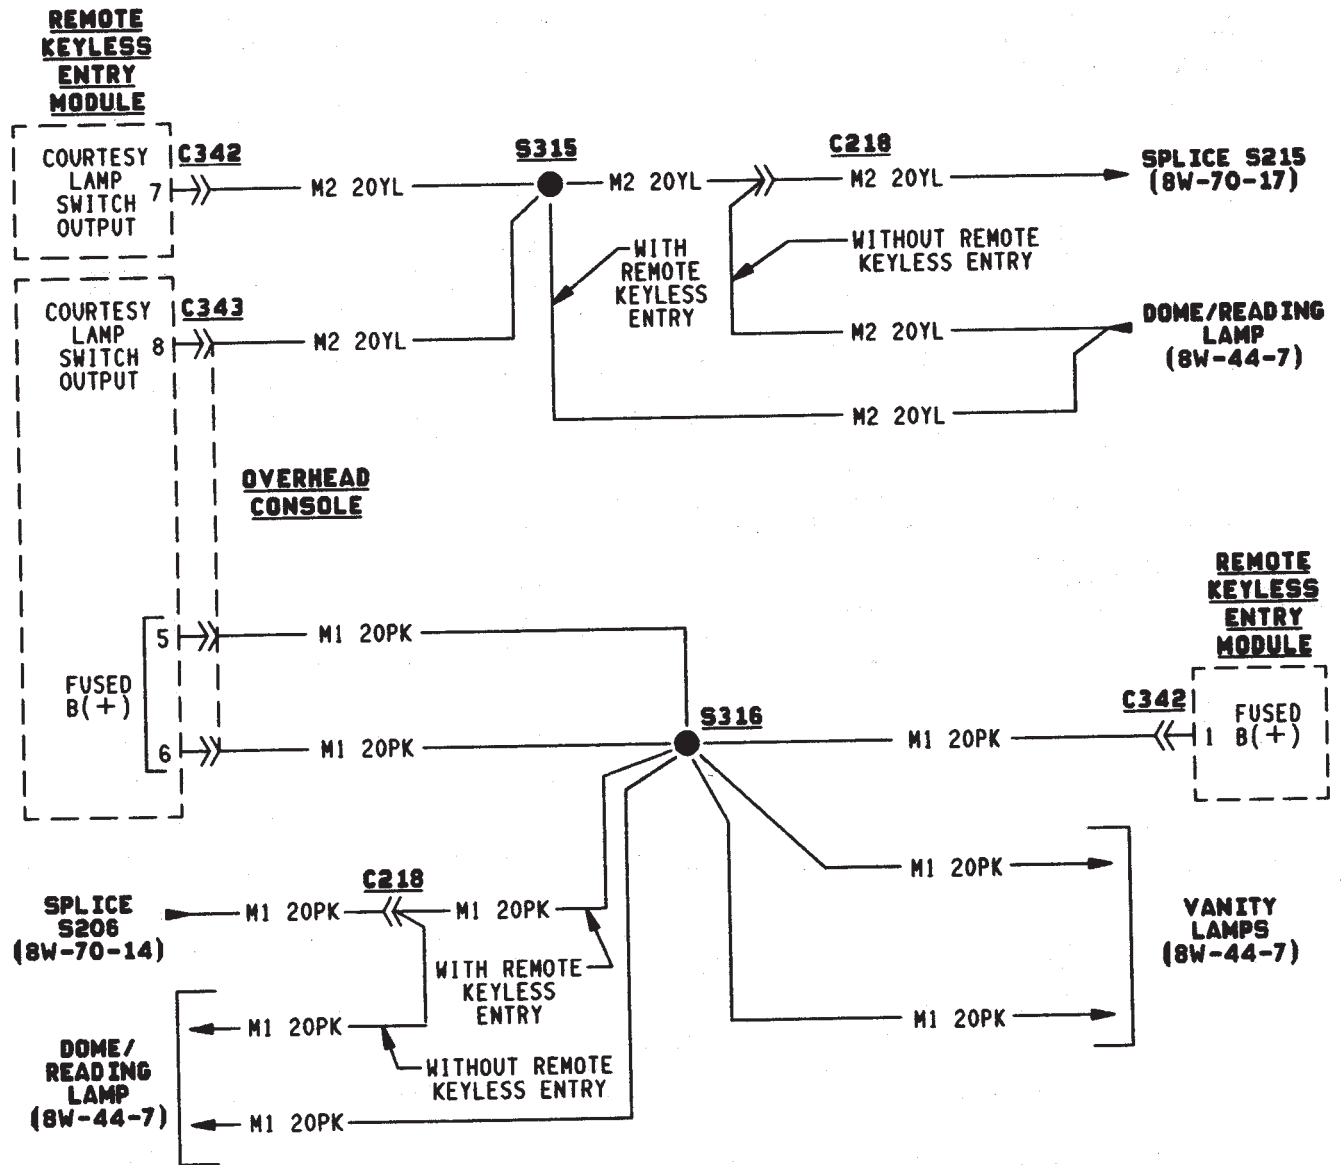 REMOTE
KEYLESS
ENTRY
MODULE
COURTESY
LAMP
SWITCH
OUTPUT
7
C342
M2 20YL
S315
M2 20YL
C218
M2 20YL
SPLICE S215
(8W-70-17)
WITH
REMOTE
KEYLESS
ENTRY
WITHOUT REMOTE
KEYLESS ENTRY
COURTESY
LAMP
SWITCH
OUTPUT
8
C343
M2 20YL
M2 20YL
DOME/READING
LAMP
(8W-44-7)
M2 20YL
OVERHEAD
CONSOLE
FUSED
B(+)
5
M1 20PK
6
M1 20PK
S316
M1 20PK
REMOTE
KEYLESS
ENTRY
MODULE
C342
1
FUSED
B(+)
M1 20PK
M1 20PK
VANITY
LAMPS
(8W-44-7)
SPLICE
S206
(8W-70-14)
M1 20PK
C218
M1 20PK
WITH REMOTE
KEYLESS
ENTRY
DOME/
READING
LAMP
(8W-44-7)
M1 20PK
WITHOUT REMOTE
KEYLESS ENTRY
M1 20PK